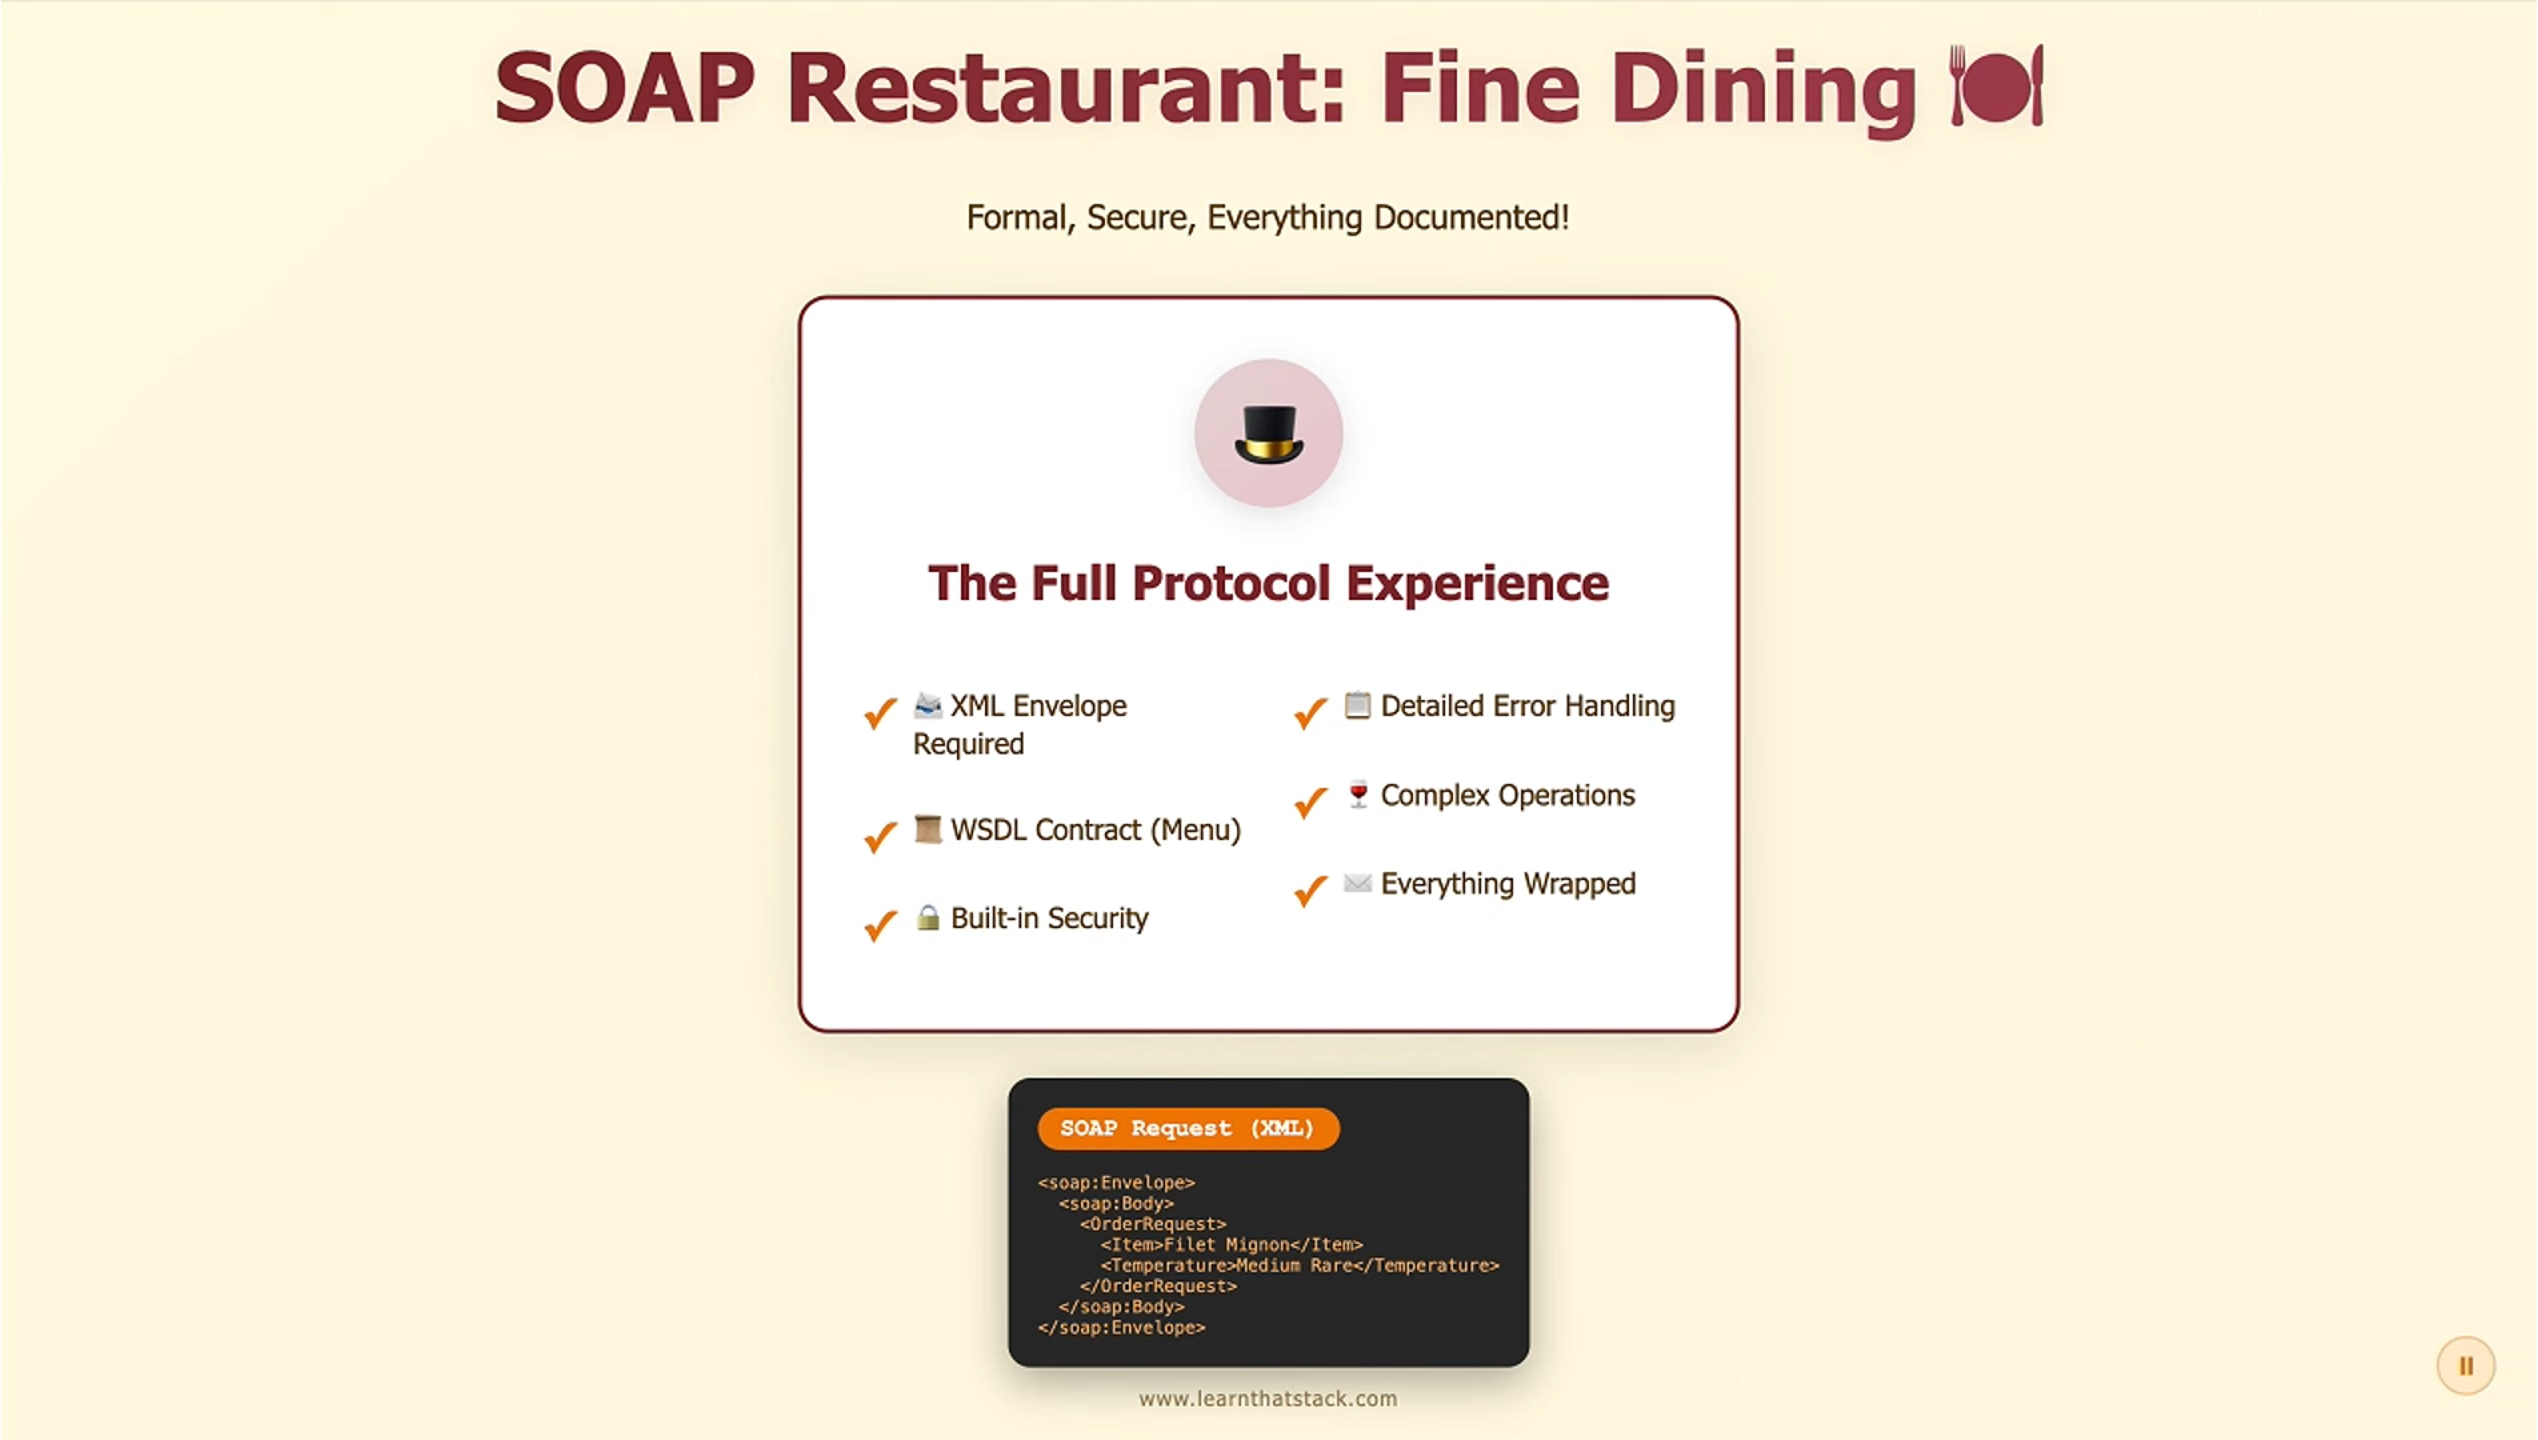 SOAP Restaurant: Fine Dining 🍽
Formal, Secure, Everything Documented!
The Full Protocol Experience
✓ 📨 XML Envelope
Required
✓ 📜 WSDL Contract (Menu)
✓ 🔒 Built-in Security
✓ 📋 Detailed Error Handling
✓ 🍷 Complex Operations
✓ ✉️ Everything Wrapped
SOAP Request (XML)
<soap:Envelope>
  <soap:Body>
    <OrderRequest>
      <Item>Filet Mignon</Item>
      <Temperature>Medium Rare</Temperature>
    </OrderRequest>
  </soap:Body>
</soap:Envelope>
www.learnthatstack.com